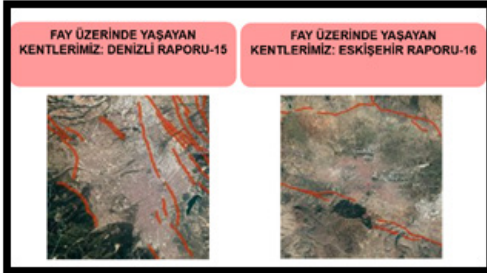 FAY ÜZERİNDE YAŞAYAN
KENTLERİMİZ: DENİZLİ RAPORU-15
FAY ÜZERİNDE YAŞAYAN
KENTLERİMİZ: ESKİŞEHİR RAPORU-16